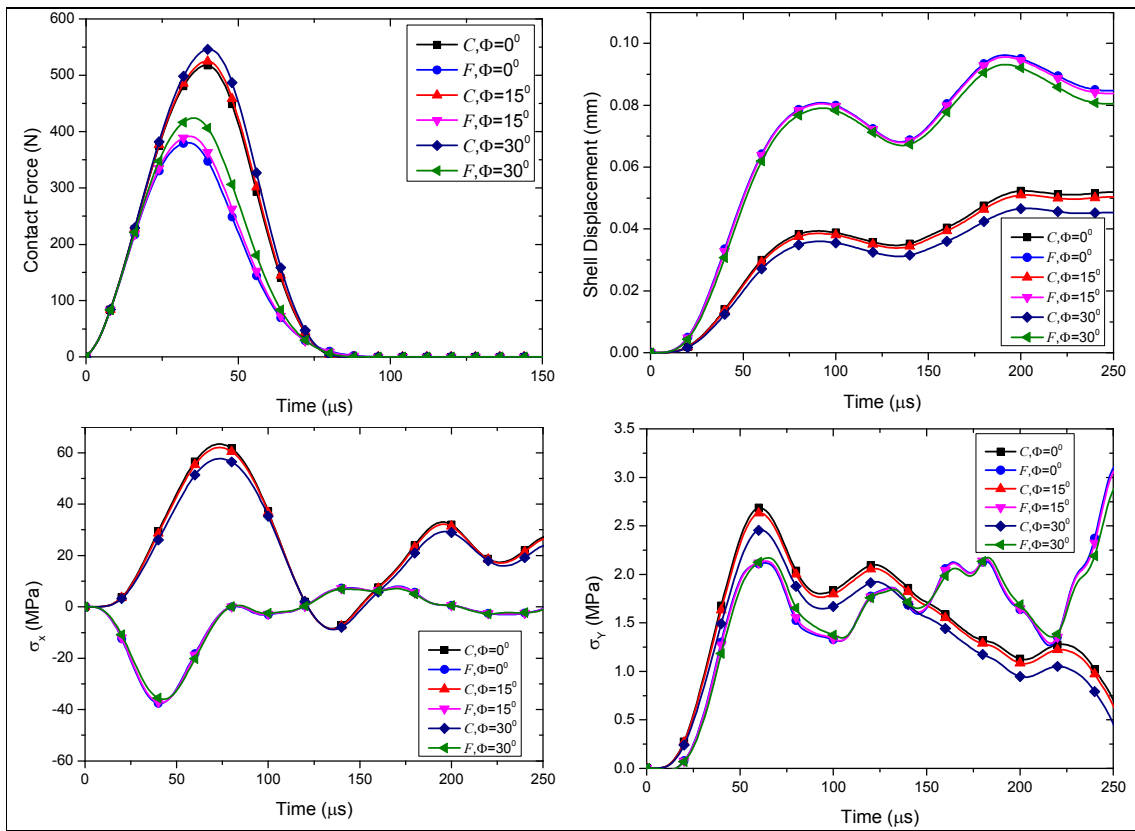 600
500
400
300
200
100
0
Contact Force (N)
0 50 100 150
Time (μs)
C,Φ=0⁰
F,Φ=0⁰
C,Φ=15⁰
F,Φ=15⁰
C,Φ=30⁰
F,Φ=30⁰
0.10
0.08
0.06
0.04
0.02
0.00
Shell Displacement (mm)
0 50 100 150 200 250
Time (μs)
C,Φ=0⁰
F,Φ=0⁰
C,Φ=15⁰
F,Φ=15⁰
C,Φ=30⁰
F,Φ=30⁰
60
40
20
0
-20
-40
-60
σx (MPa)
0 50 100 150 200 250
Time (μs)
C,Φ=0⁰
F,Φ=0⁰
C,Φ=15⁰
F,Φ=15⁰
C,Φ=30⁰
F,Φ=30⁰
3.5
3.0
2.5
2.0
1.5
1.0
0.5
0.0
σY (MPa)
0 50 100 150 200 250
Time (μs)
C,Φ=0⁰
F,Φ=0⁰
C,Φ=15⁰
F,Φ=15⁰
C,Φ=30⁰
F,Φ=30⁰